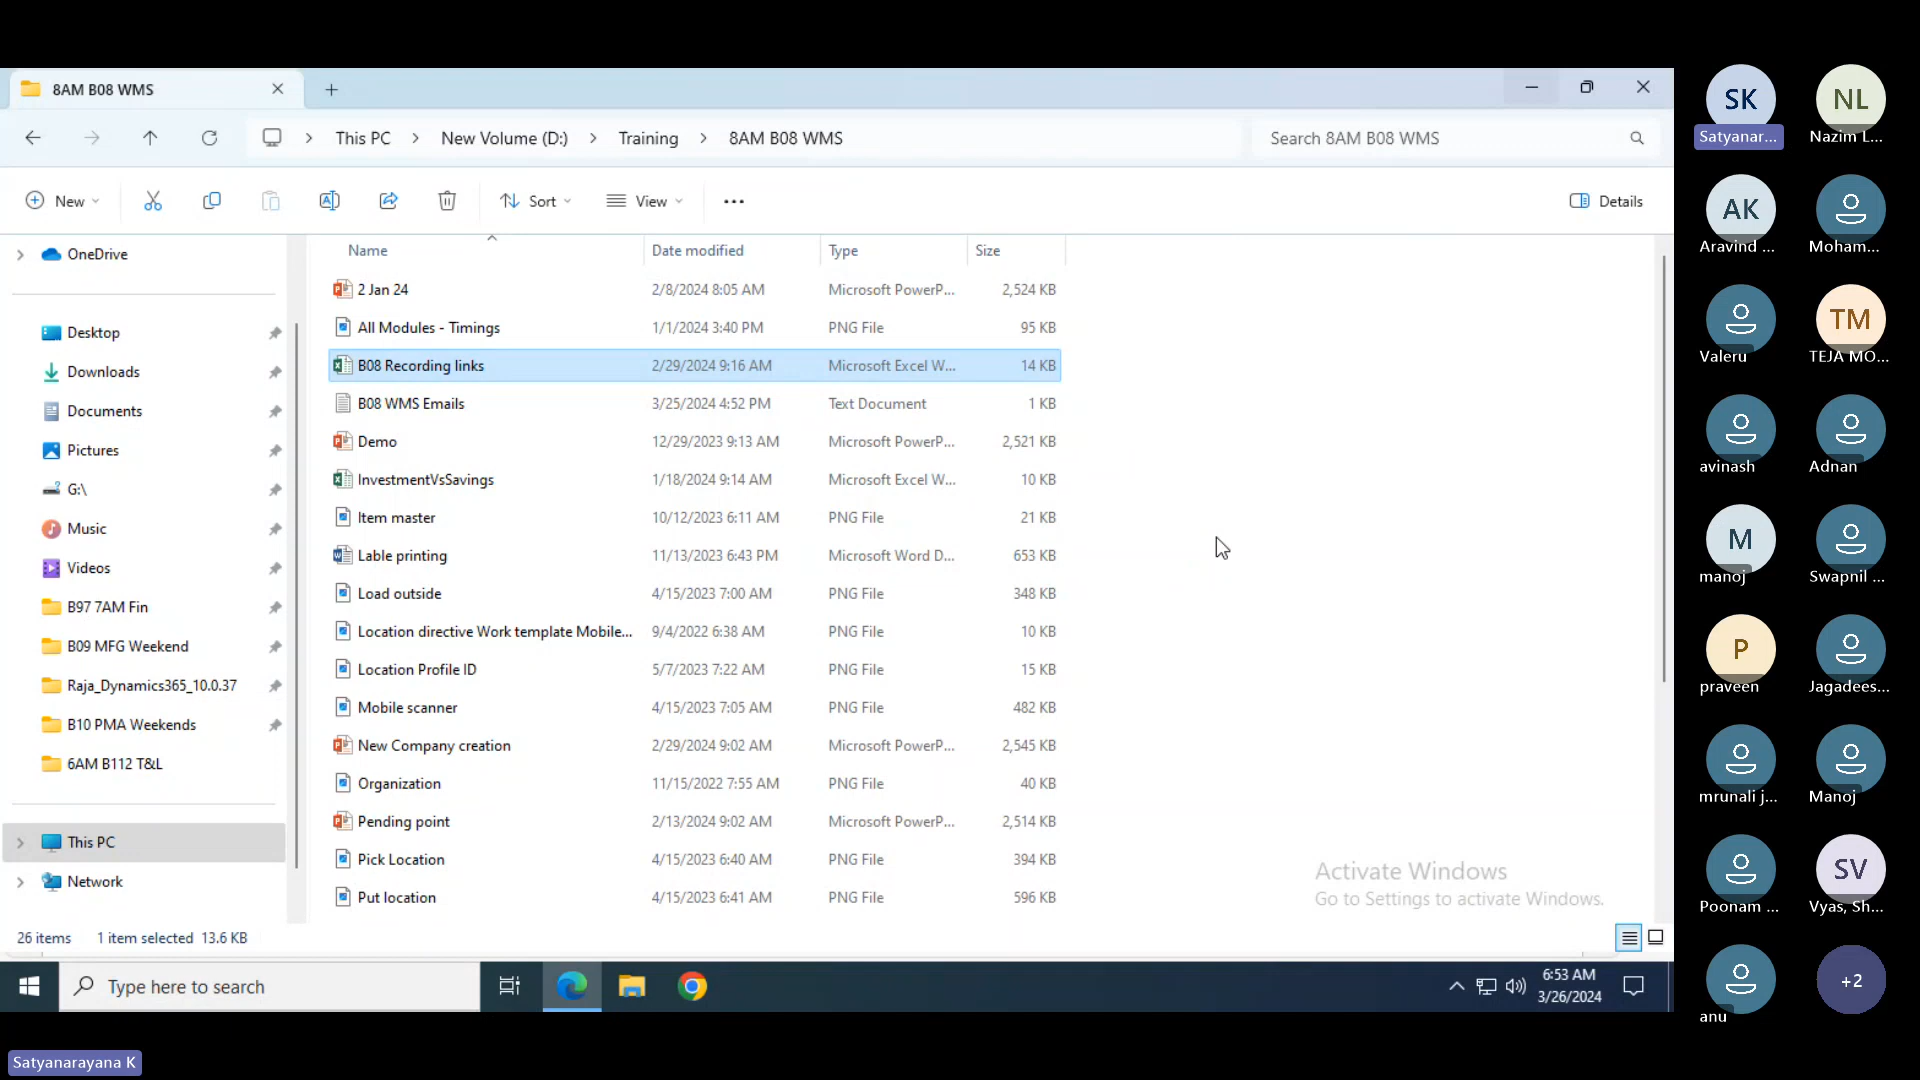 8AM B08 WMS
This PC > New Volume (D:) > Training > 8AM B08 WMS
Search 8AM B08 WMS
New
Sort
View
Details
OneDrive
Desktop
Downloads
Documents
Pictures
G:\
Music
Videos
B97 7AM Fin
B09 MFG Weekend
Raja_Dynamics365_10.0.37
B10 PMA Weekends
6AM B112 T&L
This PC
Network
Name Date modified Type Size
2 Jan 24 2/8/2024 8:05 AM Microsoft PowerP... 2,524 KB
All Modules - Timings 1/1/2024 3:40 PM PNG File 95 KB
B08 Recording links 2/29/2024 9:16 AM Microsoft Excel W... 14 KB
B08 WMS Emails 3/25/2024 4:52 PM Text Document 1 KB
Demo 12/29/2023 9:13 AM Microsoft PowerP... 2,521 KB
InvestmentVsSavings 1/18/2024 9:14 AM Microsoft Excel W... 10 KB
Item master 10/12/2023 6:11 AM PNG File 21 KB
Lable printing 11/13/2023 6:43 PM Microsoft Word D... 653 KB
Load outside 4/15/2023 7:00 AM PNG File 348 KB
Location directive Work template Mobile... 9/4/2022 6:38 AM PNG File 10 KB
Location Profile ID 5/7/2023 7:22 AM PNG File 15 KB
Mobile scanner 4/15/2023 7:05 AM PNG File 482 KB
New Company creation 2/29/2024 9:02 AM Microsoft PowerP... 2,545 KB
Organization 11/15/2022 7:55 AM PNG File 40 KB
Pending point 2/13/2024 9:02 AM Microsoft PowerP... 2,514 KB
Pick Location 4/15/2023 6:40 AM PNG File 394 KB
Put location 4/15/2023 6:41 AM PNG File 596 KB
Activate Windows
Go to Settings to activate Windows.
26 items 1 item selected 13.6 KB
Type here to search
6:53 AM
3/26/2024
Satyanarayana K
SK NL
Satyanar... Nazim L...
AK
Aravind ... Moham...
TM
Valeru TEJA MO...
avinash Adnan
M
manoj Swapnil ...
P
praveen Jagadees...
mrunali j... Manoj
SV
Poonam ... Vyas, Sh...
+2
anu